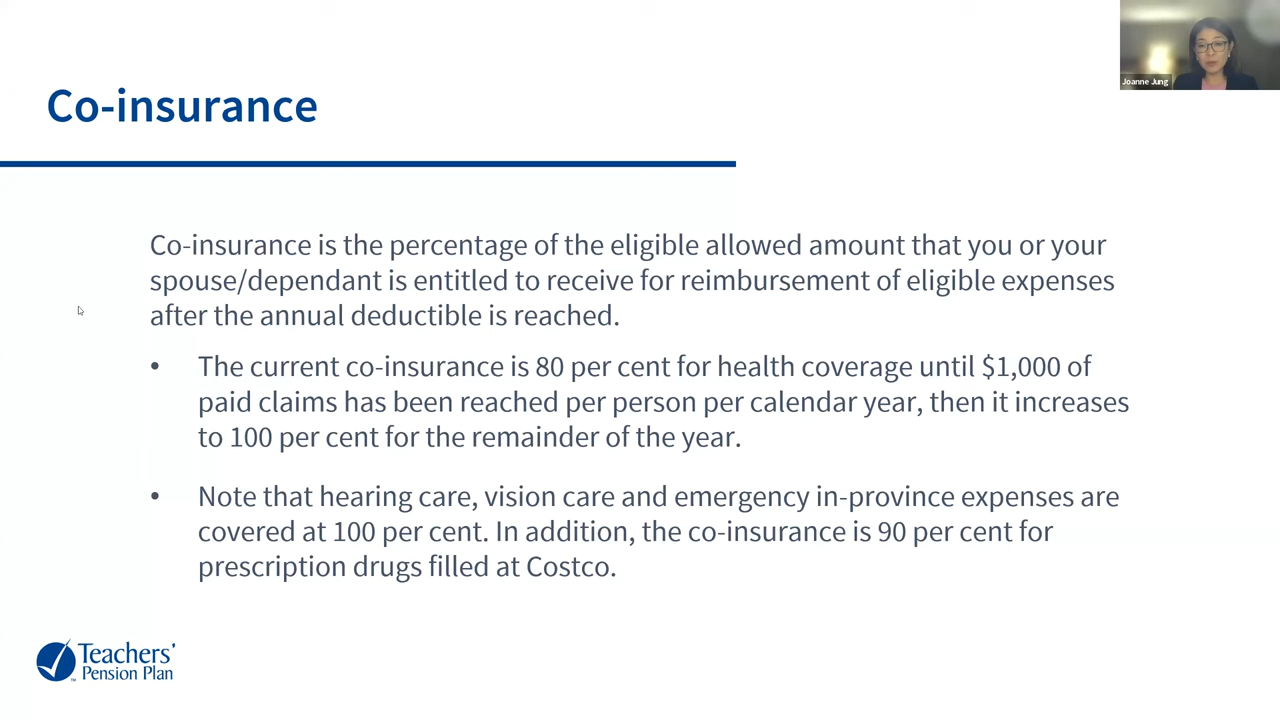 Joanne Jung
Co-insurance
Co-insurance is the percentage of the eligible allowed amount that you or your
spouse/dependant is entitled to receive for reimbursement of eligible expenses
after the annual deductible is reached.
• The current co-insurance is 80 per cent for health coverage until $1,000 of
paid claims has been reached per person per calendar year, then it increases
to 100 per cent for the remainder of the year.
• Note that hearing care, vision care and emergency in-province expenses are
covered at 100 per cent. In addition, the co-insurance is 90 per cent for
prescription drugs filled at Costco.
Teachers'
Pension Plan
TM